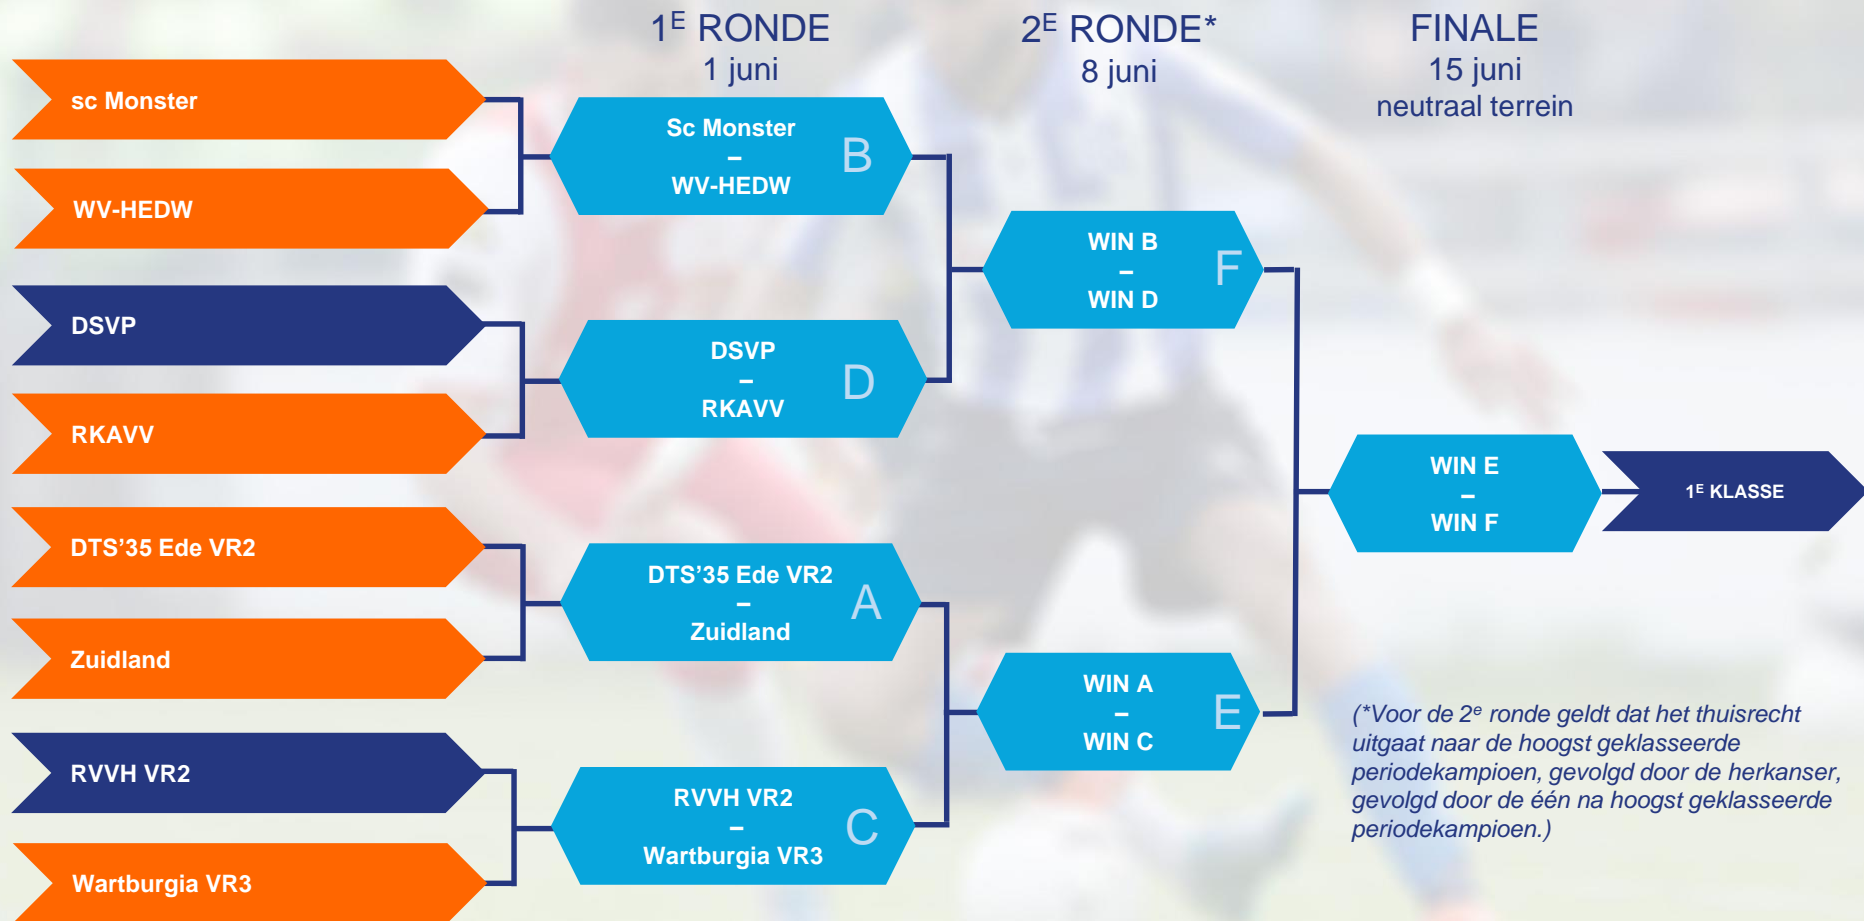 1E RONDE
1 juni
2E RONDE*
8 juni
FINALE
15 juni
neutraal terrein
sc Monster
WV-HEDW
DSVP
RKAVV
DTS’35 Ede VR2
Zuidland
RVVH VR2
Wartburgia VR3
Sc Monster
–
WV-HEDW
B
DSVP
–
RKAVV
D
DTS’35 Ede VR2
–
Zuidland
A
RVVH VR2
–
Wartburgia VR3
C
WIN B
–
WIN D
F
WIN A
–
WIN C
E
WIN E
–
WIN F
1E KLASSE
(*Voor de 2e ronde geldt dat het thuisrecht
uitgaat naar de hoogst geklasseerde
periodekampioen, gevolgd door de herkanser,
gevolgd door de één na hoogst geklasseerde
periodekampioen.)